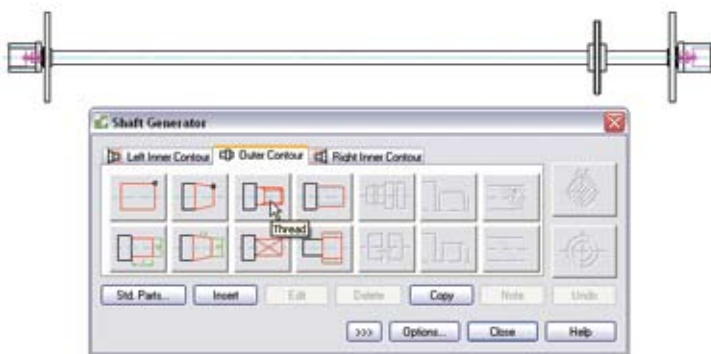 Shaft Generator
Left Inner Contour Outer Contour Right Inner Contour
Thread
Std. Parts... Insert Edit Delete Copy Note Undo
>>> Options... Close Help